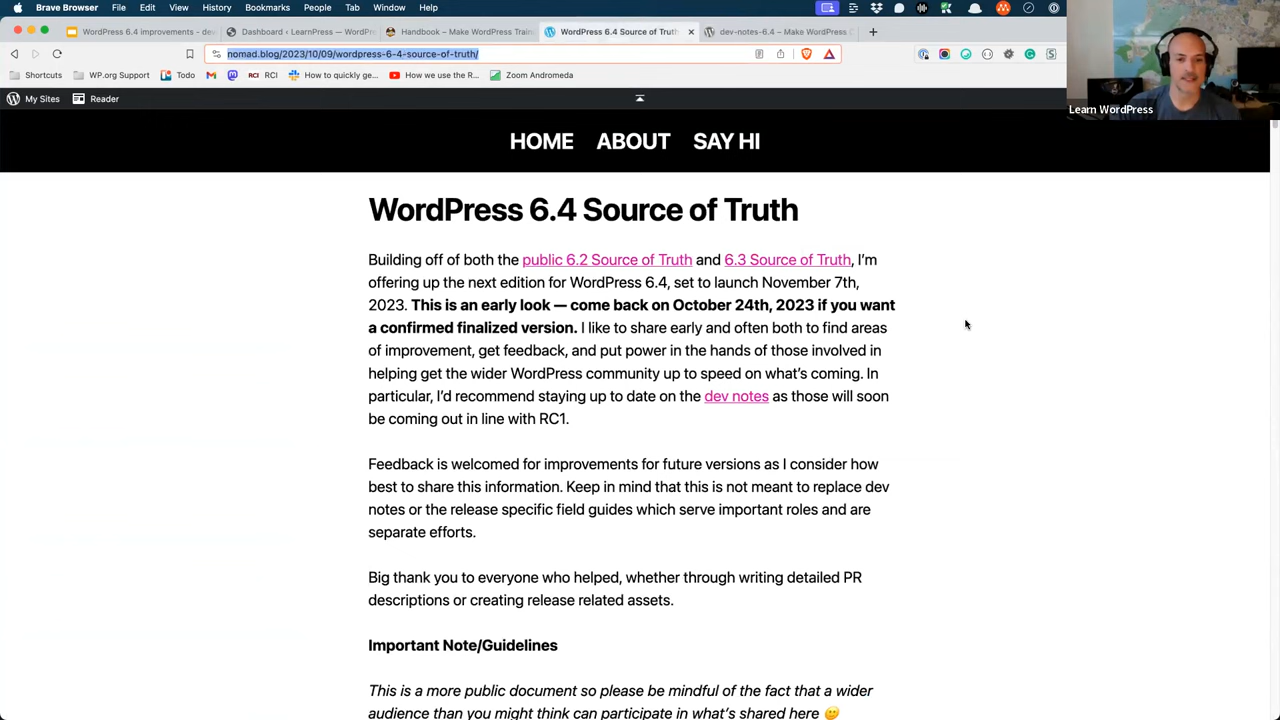 Brave Browser File Edit View History Bookmarks People Tab Window Help
WordPress 6.4 improvements - dev
Dashboard ‹ LearnPress — WordPr
Handbook – Make WordPress Train
WordPress 6.4 Source of Truth
dev-notes-6.4 – Make WordPress C
nomad.blog/2023/10/09/wordpress-6-4-source-of-truth/
Shortcuts WP.org Support Todo RCI RCI How to quickly ge... How we use the R... Zoom Andromeda
My Sites Reader
Learn WordPress
HOME ABOUT SAY HI
WordPress 6.4 Source of Truth
Building off of both the public 6.2 Source of Truth and 6.3 Source of Truth, I'm
offering up the next edition for WordPress 6.4, set to launch November 7th,
2023. This is an early look — come back on October 24th, 2023 if you want
a confirmed finalized version. I like to share early and often both to find areas
of improvement, get feedback, and put power in the hands of those involved in
helping get the wider WordPress community up to speed on what's coming. In
particular, I'd recommend staying up to date on the dev notes as those will soon
be coming out in line with RC1.
Feedback is welcomed for improvements for future versions as I consider how
best to share this information. Keep in mind that this is not meant to replace dev
notes or the release specific field guides which serve important roles and are
separate efforts.
Big thank you to everyone who helped, whether through writing detailed PR
descriptions or creating release related assets.
Important Note/Guidelines
This is a more public document so please be mindful of the fact that a wider
audience than you might think can participate in what's shared here 🙂